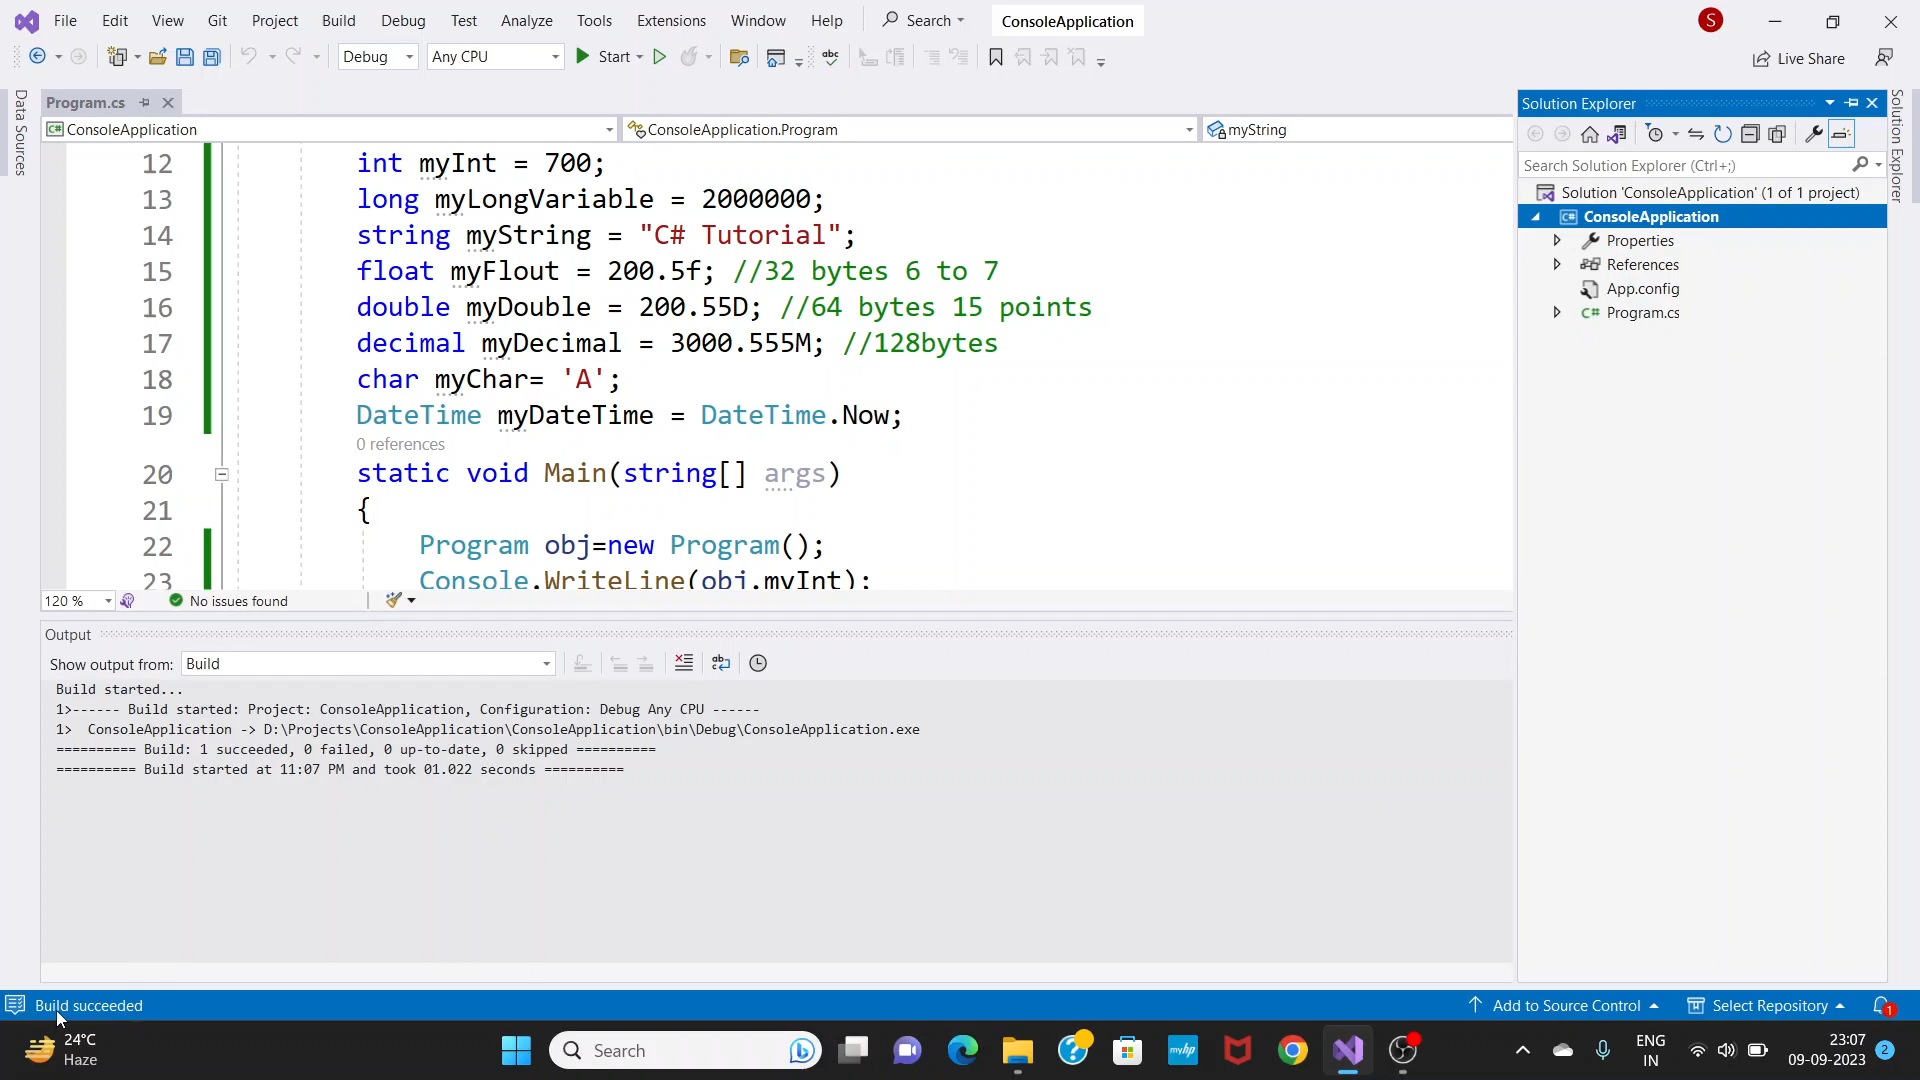 File Edit View Git Project Build Debug Test Analyze Tools Extensions Window Help Search ConsoleApplication S
Debug Any CPU Start Live Share
Data Sources
Program.cs
ConsoleApplication ConsoleApplication.Program myString
12 int myInt = 700;
13 long myLongVariable = 2000000;
14 string myString = "C# Tutorial";
15 float myFlout = 200.5f; //32 bytes 6 to 7
16 double myDouble = 200.55D; //64 bytes 15 points
17 decimal myDecimal = 3000.555M; //128bytes
18 char myChar= 'A';
19 DateTime myDateTime = DateTime.Now;
0 references
20 static void Main(string[] args)
21 {
22 Program obj=new Program();
23 Console.WriteLine(obj.myInt);
120 % No issues found
Output
Show output from: Build
Build started...
1>------ Build started: Project: ConsoleApplication, Configuration: Debug Any CPU ------
1> ConsoleApplication -> D:\Projects\ConsoleApplication\ConsoleApplication\bin\Debug\ConsoleApplication.exe
========== Build: 1 succeeded, 0 failed, 0 up-to-date, 0 skipped ==========
========== Build started at 11:07 PM and took 01.022 seconds ==========
Solution Explorer
Search Solution Explorer (Ctrl+;)
Solution 'ConsoleApplication' (1 of 1 project)
C# ConsoleApplication
Properties
References
App.config
C# Program.cs
Solution Explorer
Build succeeded Add to Source Control Select Repository 1
24°C
Haze
Search
myhp
ENG
IN
23:07
09-09-2023
2